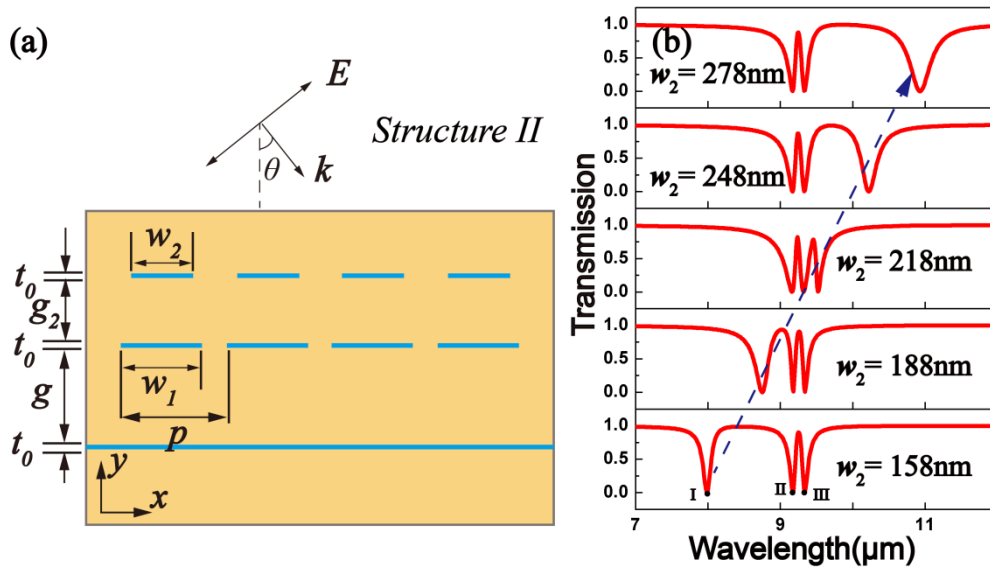 (a)
E
Structure II
k
θ
w2
t0
g2
t0
w1
g
p
t0
y
x
(b)
Transmission
1.0
0.5
0.0
w2= 278nm
1.0
0.5
0.0
w2= 248nm
1.0
0.5
0.0
w2= 218nm
1.0
0.5
0.0
w2= 188nm
1.0
0.5
0.0
w2= 158nm
I
II
III
7
9
11
Wavelength(μm)